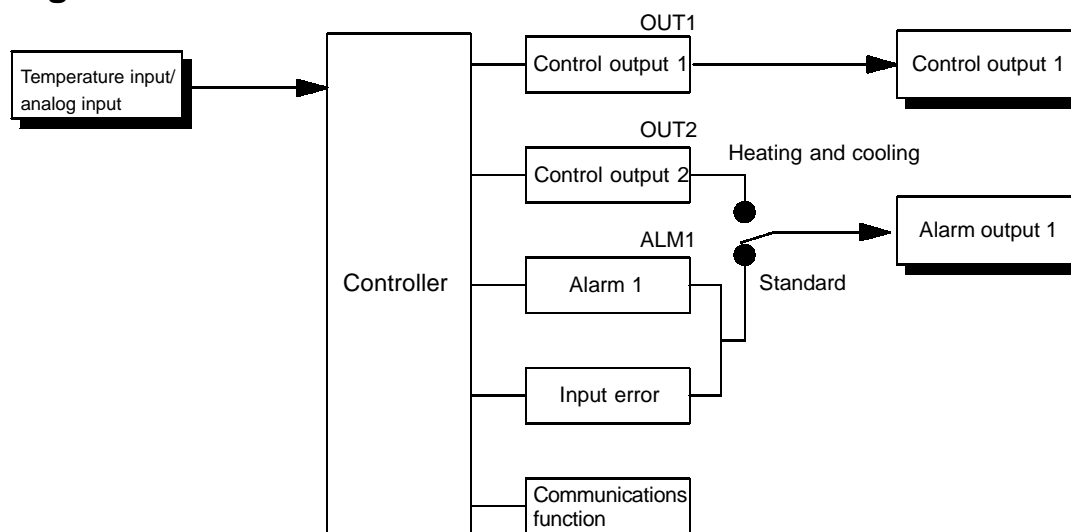 OUT1
Control output 1
Control output 1
Temperature input/
analog input
OUT2
Control output 2
Heating and cooling
Alarm output 1
ALM1
Controller
Alarm 1
Standard
Input error
Communications
function